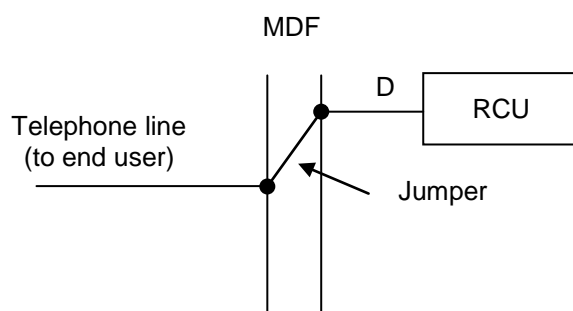 MDF
D
RCU
Telephone line
(to end user)
Jumper